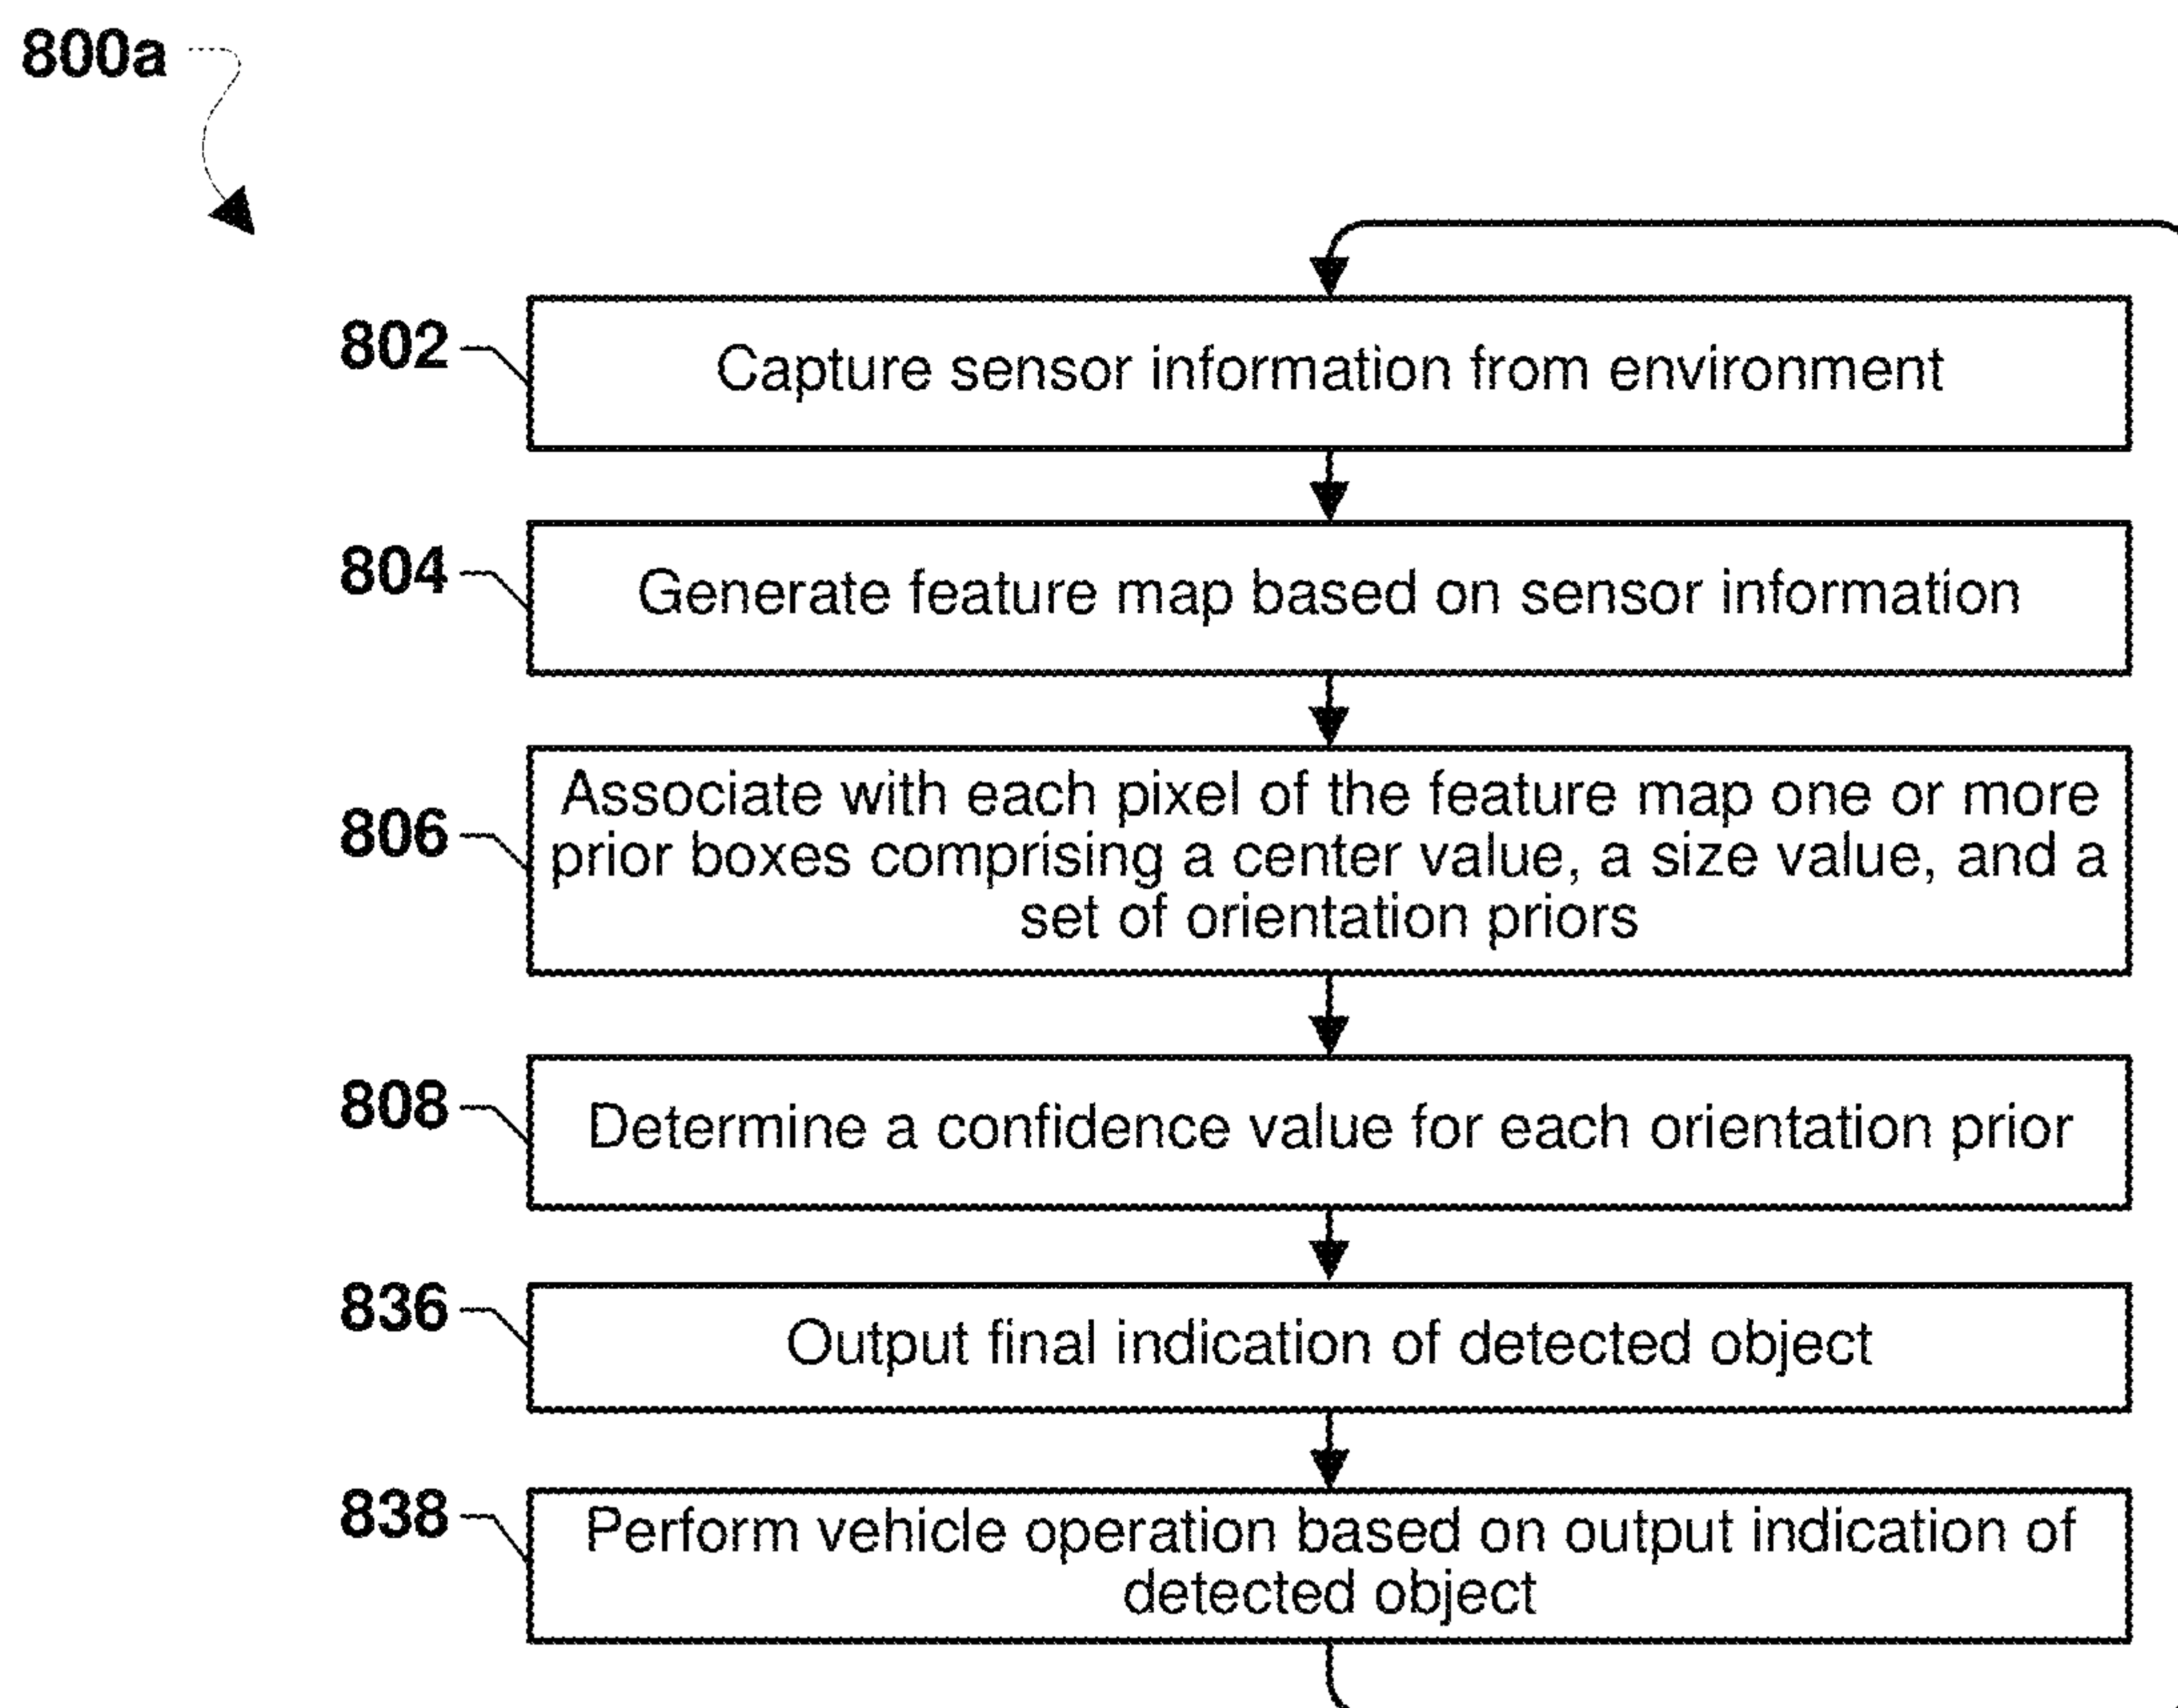 800a
802
Capture sensor information from environment
804
Generate feature map based on sensor information
806
Associate with each pixel of the feature map one or more
prior boxes comprising a center value, a size value, and a
set of orientation priors
808
Determine a confidence value for each orientation prior
836
Output final indication of detected object
838
Perform vehicle operation based on output indication of
detected object